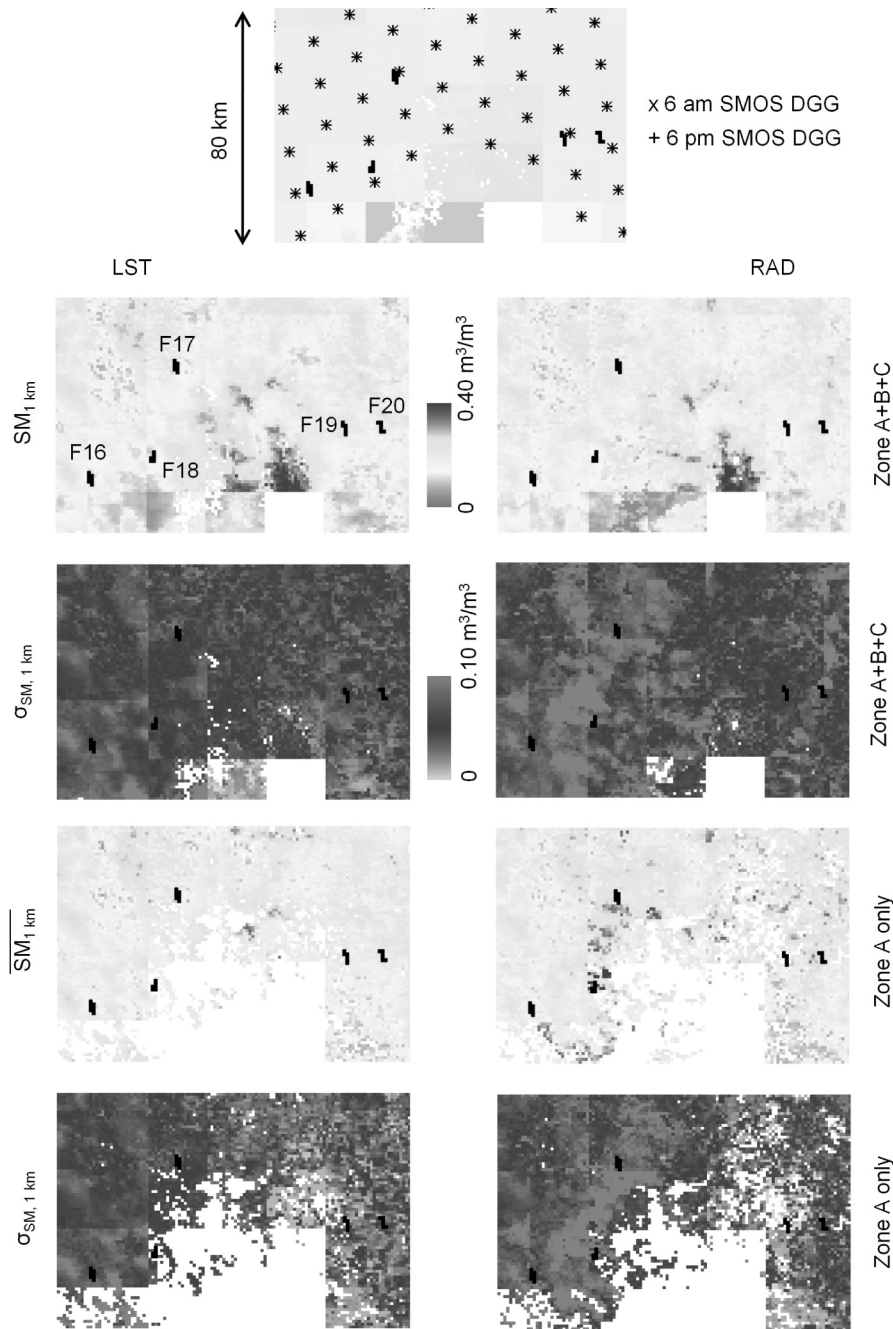 80 km
x 6 am SMOS DGG
+ 6 pm SMOS DGG
LST
RAD
SM1 km
F17
F16
F18
F19
F20
0.40 m³/m³
0
Zone A+B+C
σSM, 1 km
0.10 m³/m³
0
Zone A+B+C
SM1 km
Zone A only
σSM, 1 km
Zone A only